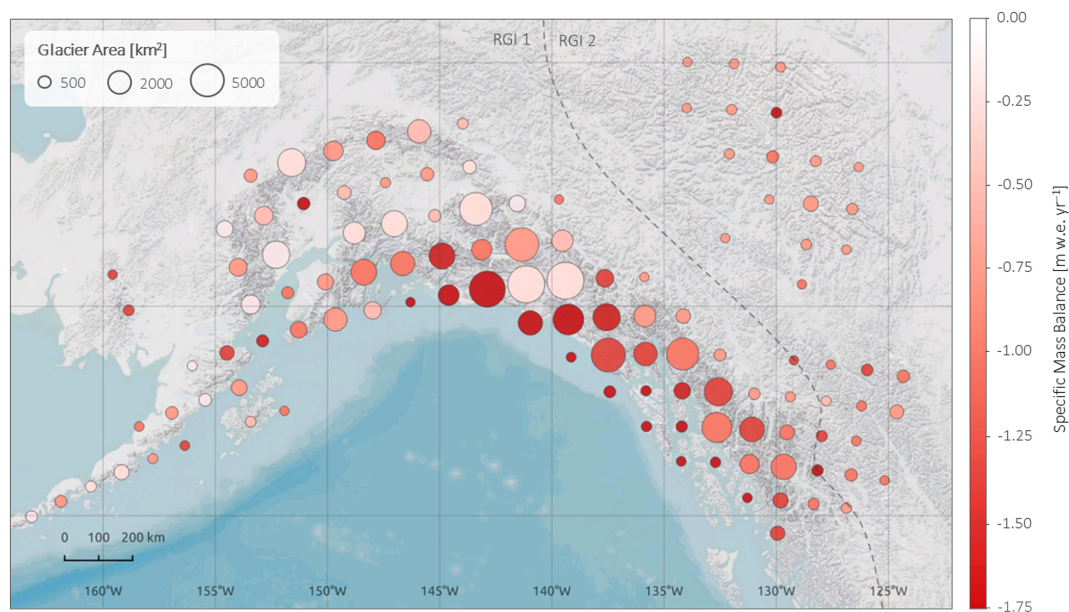 RGI 1
RGI 2
Glacier Area [km²]
500
2000
5000
0 100 200 km
160°W
155°W
150°W
145°W
140°W
135°W
130°W
125°W
0.00
-0.25
-0.50
-0.75
-1.00
-1.25
-1.50
-1.75
Specific Mass Balance [m w.e. yr⁻¹]